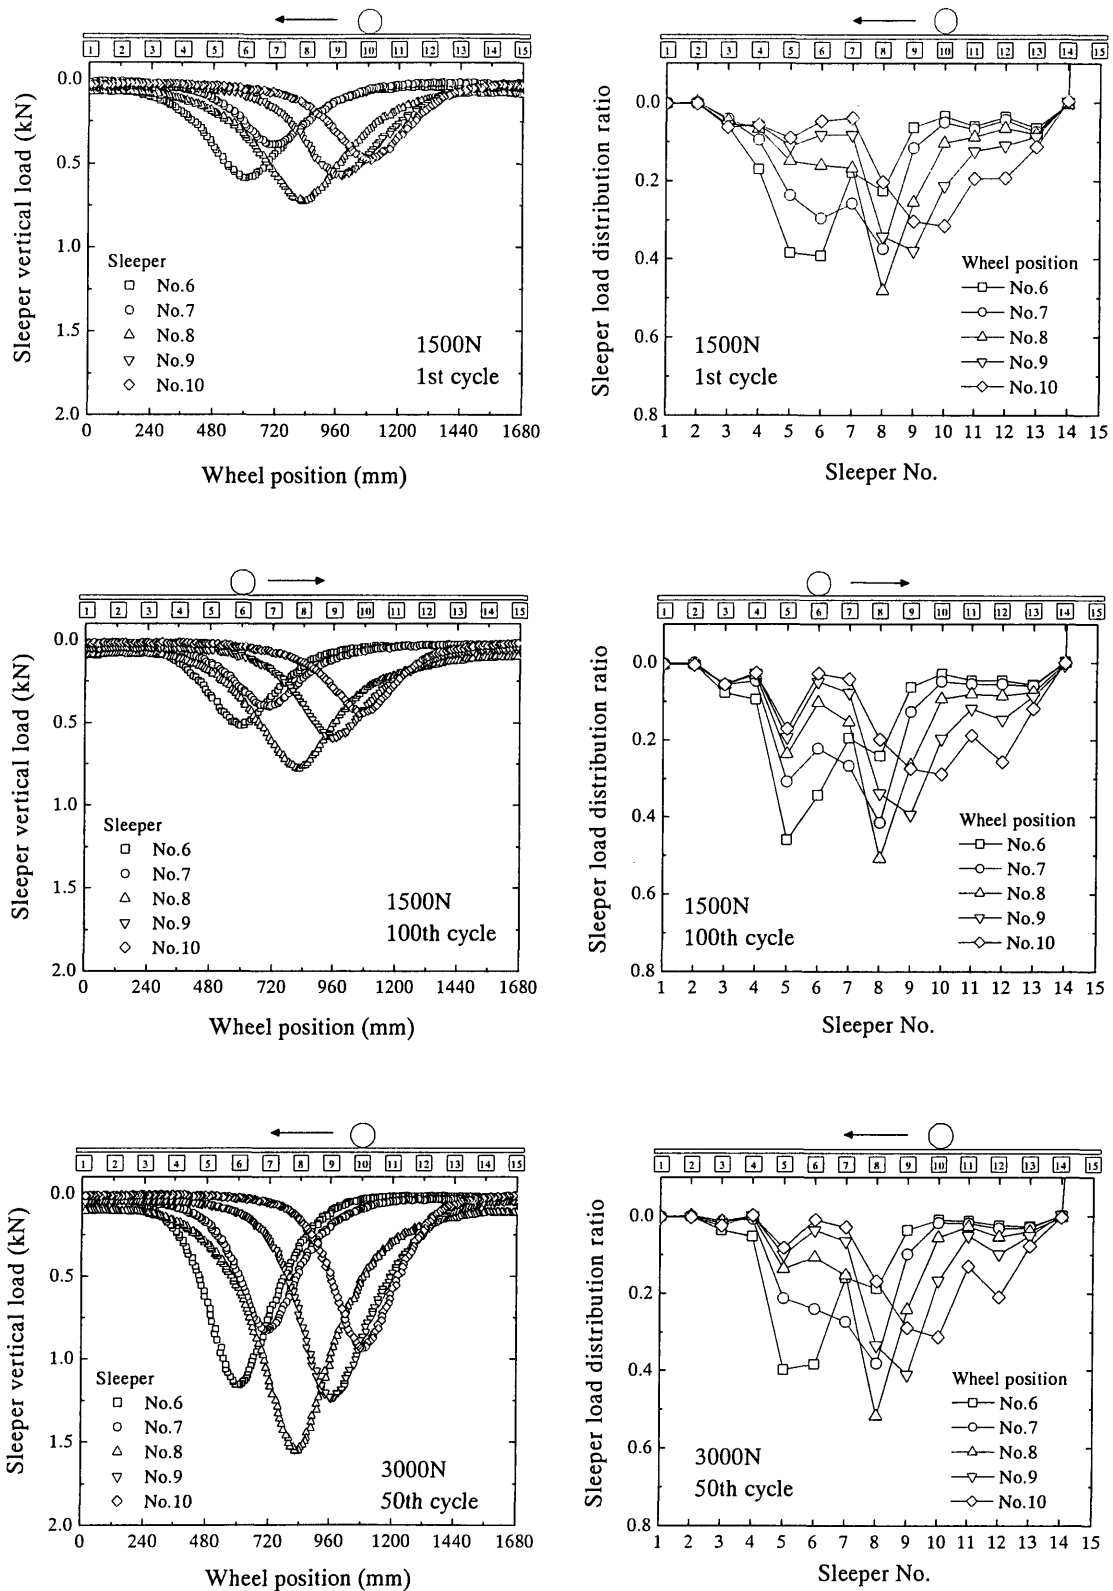 1 2 3 4 5 6 7 8 9 10 11 12 13 14 15
0.0
0.5
1.0
1.5
2.0
Sleeper vertical load (kN)
Sleeper
No.6
No.7
No.8
No.9
No.10
1500N
1st cycle
0 240 480 720 960 1200 1440 1680
Wheel position (mm)
1 2 3 4 5 6 7 8 9 10 11 12 13 14 15
0.0
0.2
0.4
0.6
0.8
Sleeper load distribution ratio
Wheel position
No.6
No.7
No.8
No.9
No.10
1500N
1st cycle
1 2 3 4 5 6 7 8 9 10 11 12 13 14 15
Sleeper No.
1 2 3 4 5 6 7 8 9 10 11 12 13 14 15
0.0
0.5
1.0
1.5
2.0
Sleeper vertical load (kN)
Sleeper
No.6
No.7
No.8
No.9
No.10
1500N
100th cycle
0 240 480 720 960 1200 1440 1680
Wheel position (mm)
1 2 3 4 5 6 7 8 9 10 11 12 13 14 15
0.0
0.2
0.4
0.6
0.8
Sleeper load distribution ratio
Wheel position
No.6
No.7
No.8
No.9
No.10
1500N
100th cycle
1 2 3 4 5 6 7 8 9 10 11 12 13 14 15
Sleeper No.
1 2 3 4 5 6 7 8 9 10 11 12 13 14 15
0.0
0.5
1.0
1.5
2.0
Sleeper vertical load (kN)
Sleeper
No.6
No.7
No.8
No.9
No.10
3000N
50th cycle
0 240 480 720 960 1200 1440 1680
Wheel position (mm)
1 2 3 4 5 6 7 8 9 10 11 12 13 14 15
0.0
0.2
0.4
0.6
0.8
Sleeper load distribution ratio
Wheel position
No.6
No.7
No.8
No.9
No.10
3000N
50th cycle
1 2 3 4 5 6 7 8 9 10 11 12 13 14 15
Sleeper No.